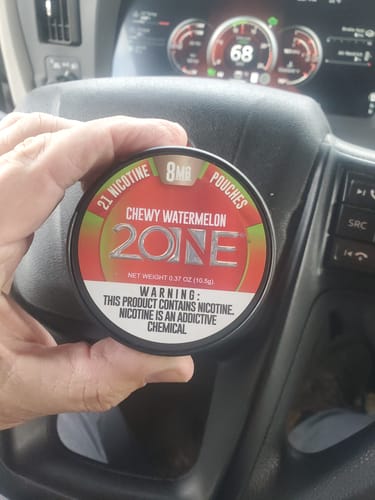 68
21 NICOTINE 8MG POUCHES
CHEWY WATERMELON
2ONE
NET WEIGHT 0.37 OZ (10.5g)
WARNING:
THIS PRODUCT CONTAINS NICOTINE.
NICOTINE IS AN ADDICTIVE
CHEMICAL
SRC